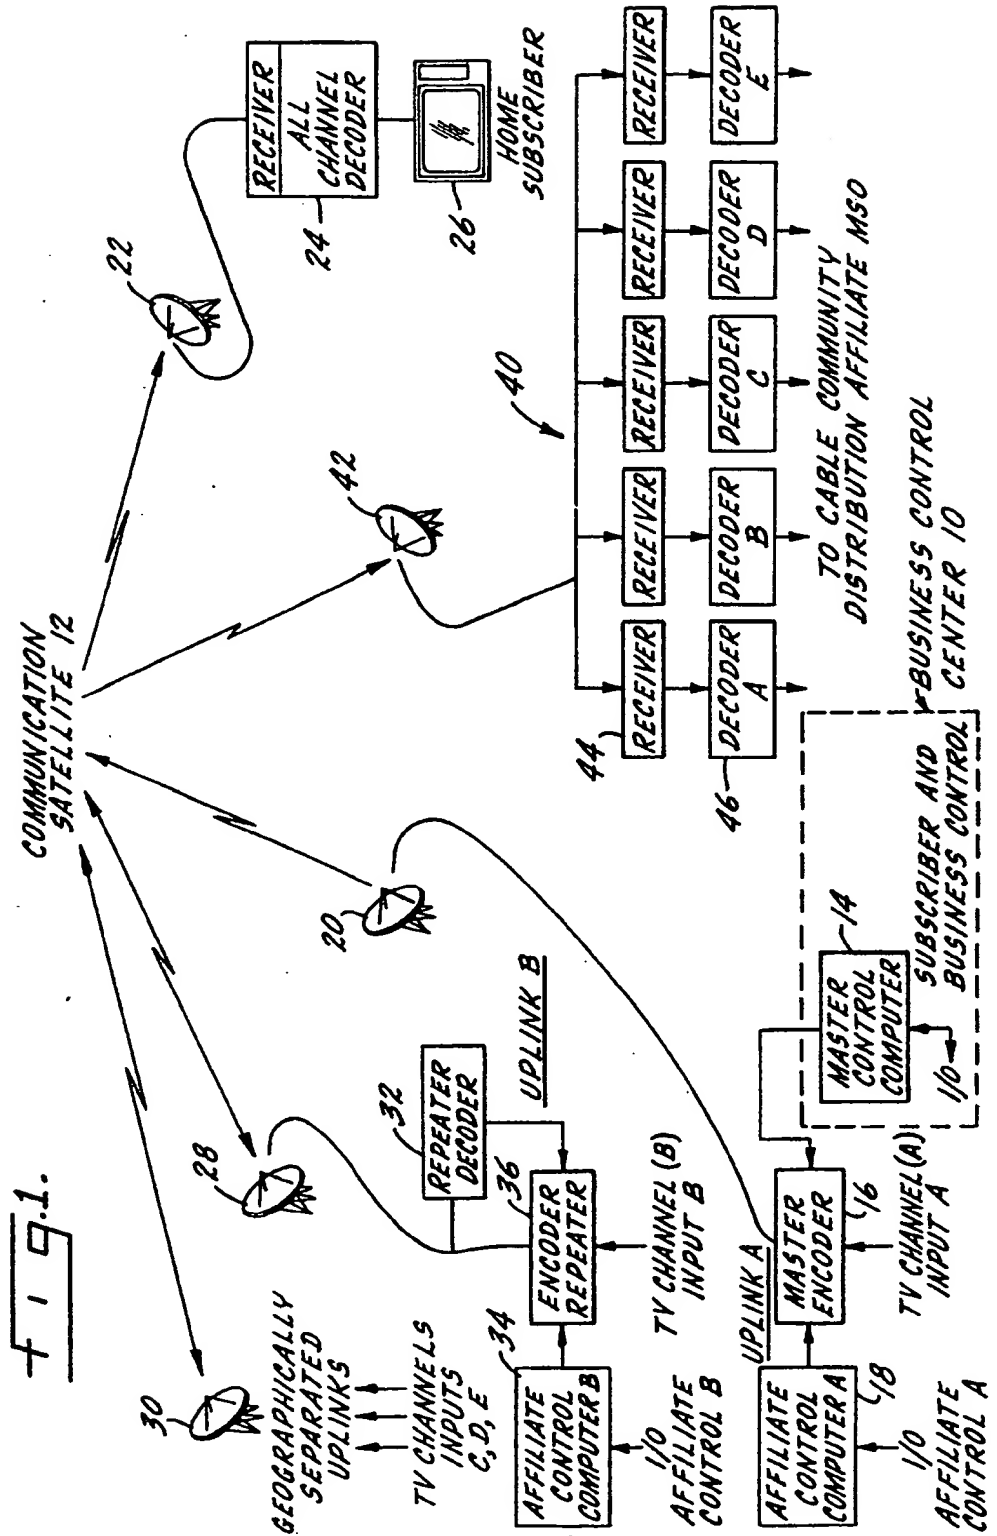 Fig.1.
COMMUNICATION
SATELLITE 12
30
28
20
42
22
GEOGRAPHICALLY
SEPARATED
UPLINKS
TV CHANNELS
INPUTS
C, D, E
32
REPEATER
DECODER
UPLINK B
34
AFFILIATE
CONTROL
COMPUTER B
36
ENCODER
REPEATER
I/O
AFFILIATE
CONTROL B
TV CHANNEL (B)
INPUT B
UPLINK A
AFFILIATE
CONTROL
COMPUTER A
18
MASTER
ENCODER
16
I/O
AFFILIATE
CONTROL A
TV CHANNEL (A)
INPUT A
MASTER
CONTROL
COMPUTER
14
I/O
SUBSCRIBER AND
BUSINESS CONTROL
BUSINESS CONTROL
CENTER 10
RECEIVER
ALL
CHANNEL
DECODER
24
26
HOME
SUBSCRIBER
40
44
RECEIVER
RECEIVER
RECEIVER
RECEIVER
RECEIVER
46
DECODER
A
DECODER
B
DECODER
C
DECODER
D
DECODER
E
TO CABLE COMMUNITY
DISTRIBUTION AFFILIATE MSO